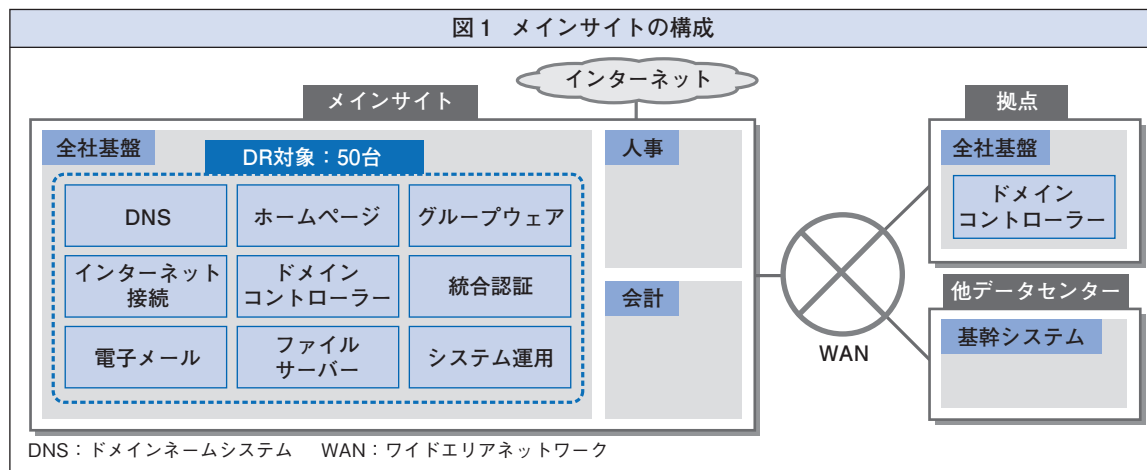 図1 メインサイトの構成
インターネット
メインサイト
全社基盤
DR対象:50台
DNS
ホームページ
グループウェア
インターネット
接続
ドメイン
コントローラー
統合認証
電子メール
ファイル
サーバー
システム運用
人事
会計
WAN
拠点
全社基盤
ドメイン
コントローラー
他データセンター
基幹システム
DNS:ドメインネームシステム WAN:ワイドエリアネットワーク